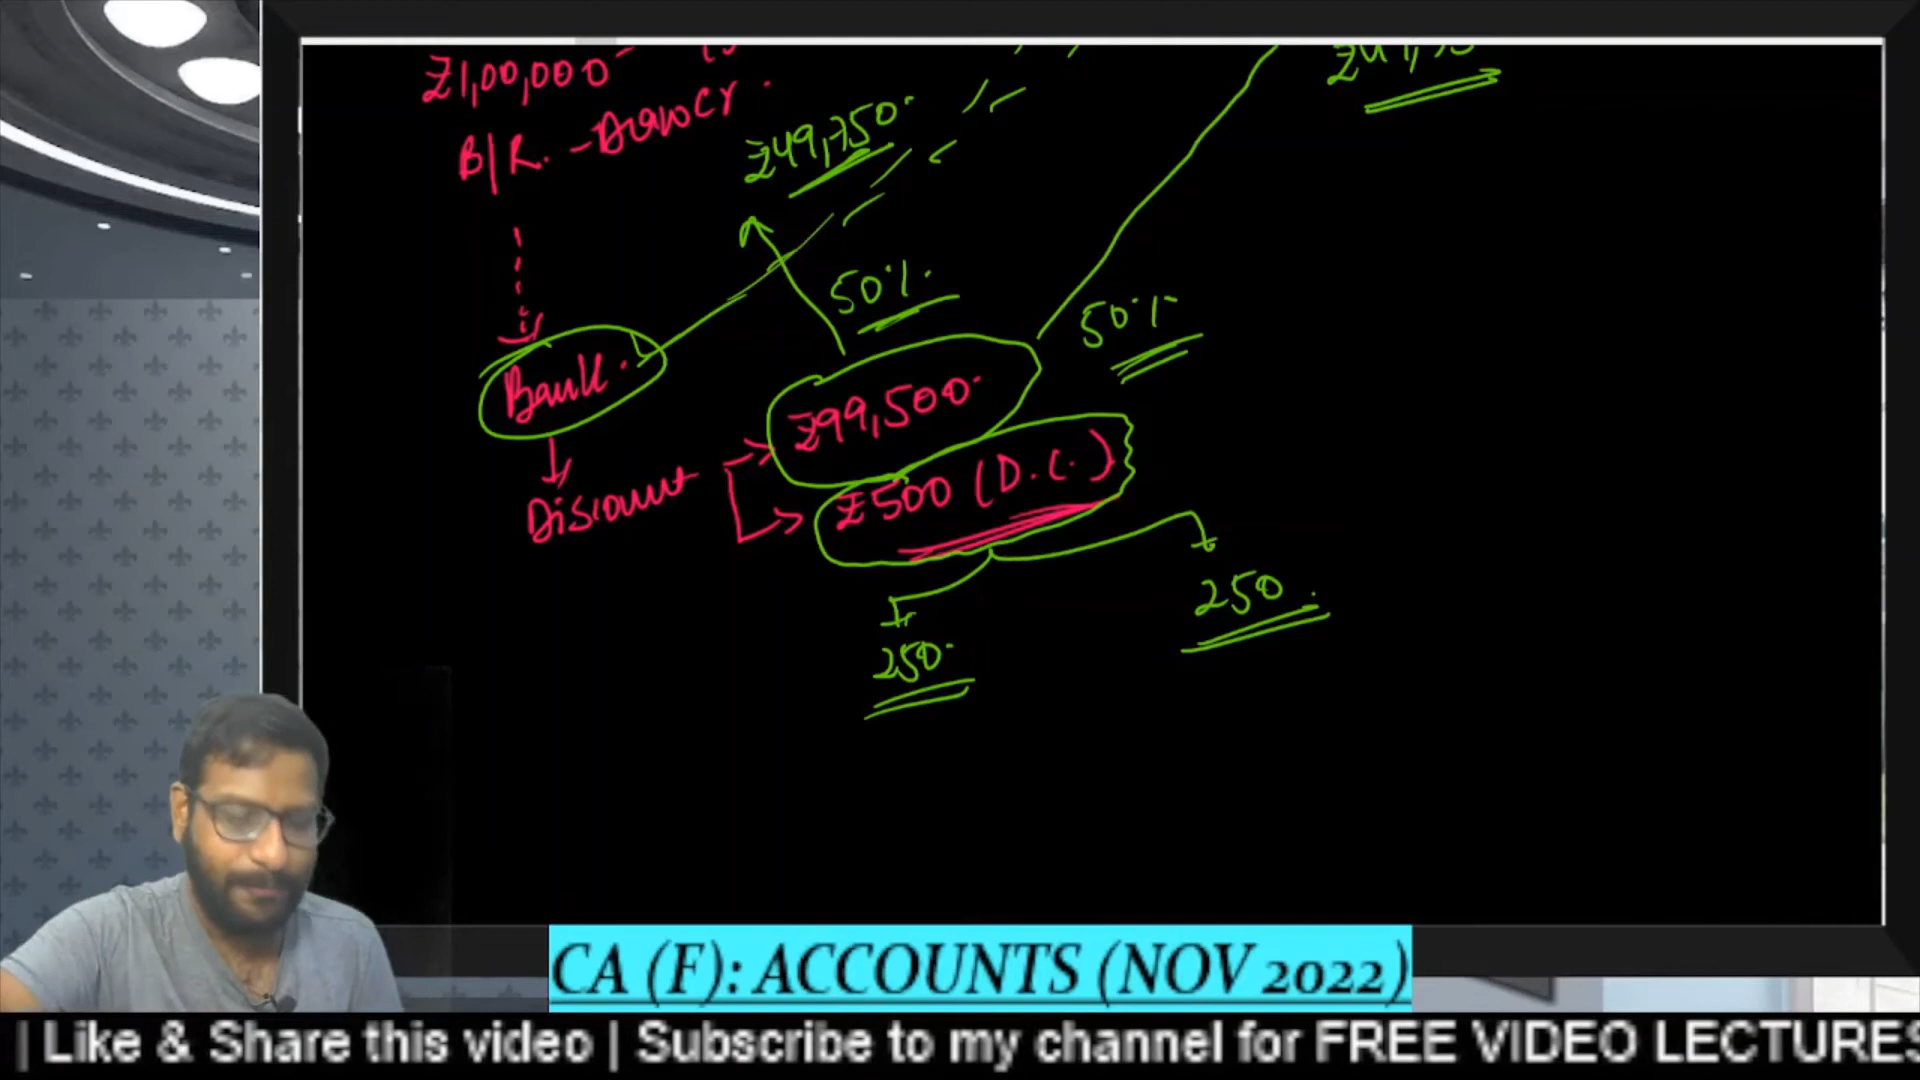 ₹1,00,000
B/R. - Drawer.
₹49,750.
50%.
50%
Bank.
₹99,500.
Discount
₹500 (D.C.)
250.
250.
CA (F): ACCOUNTS (NOV 2022)
| Like & Share this video | Subscribe to my channel for FREE VIDEO LECTURES